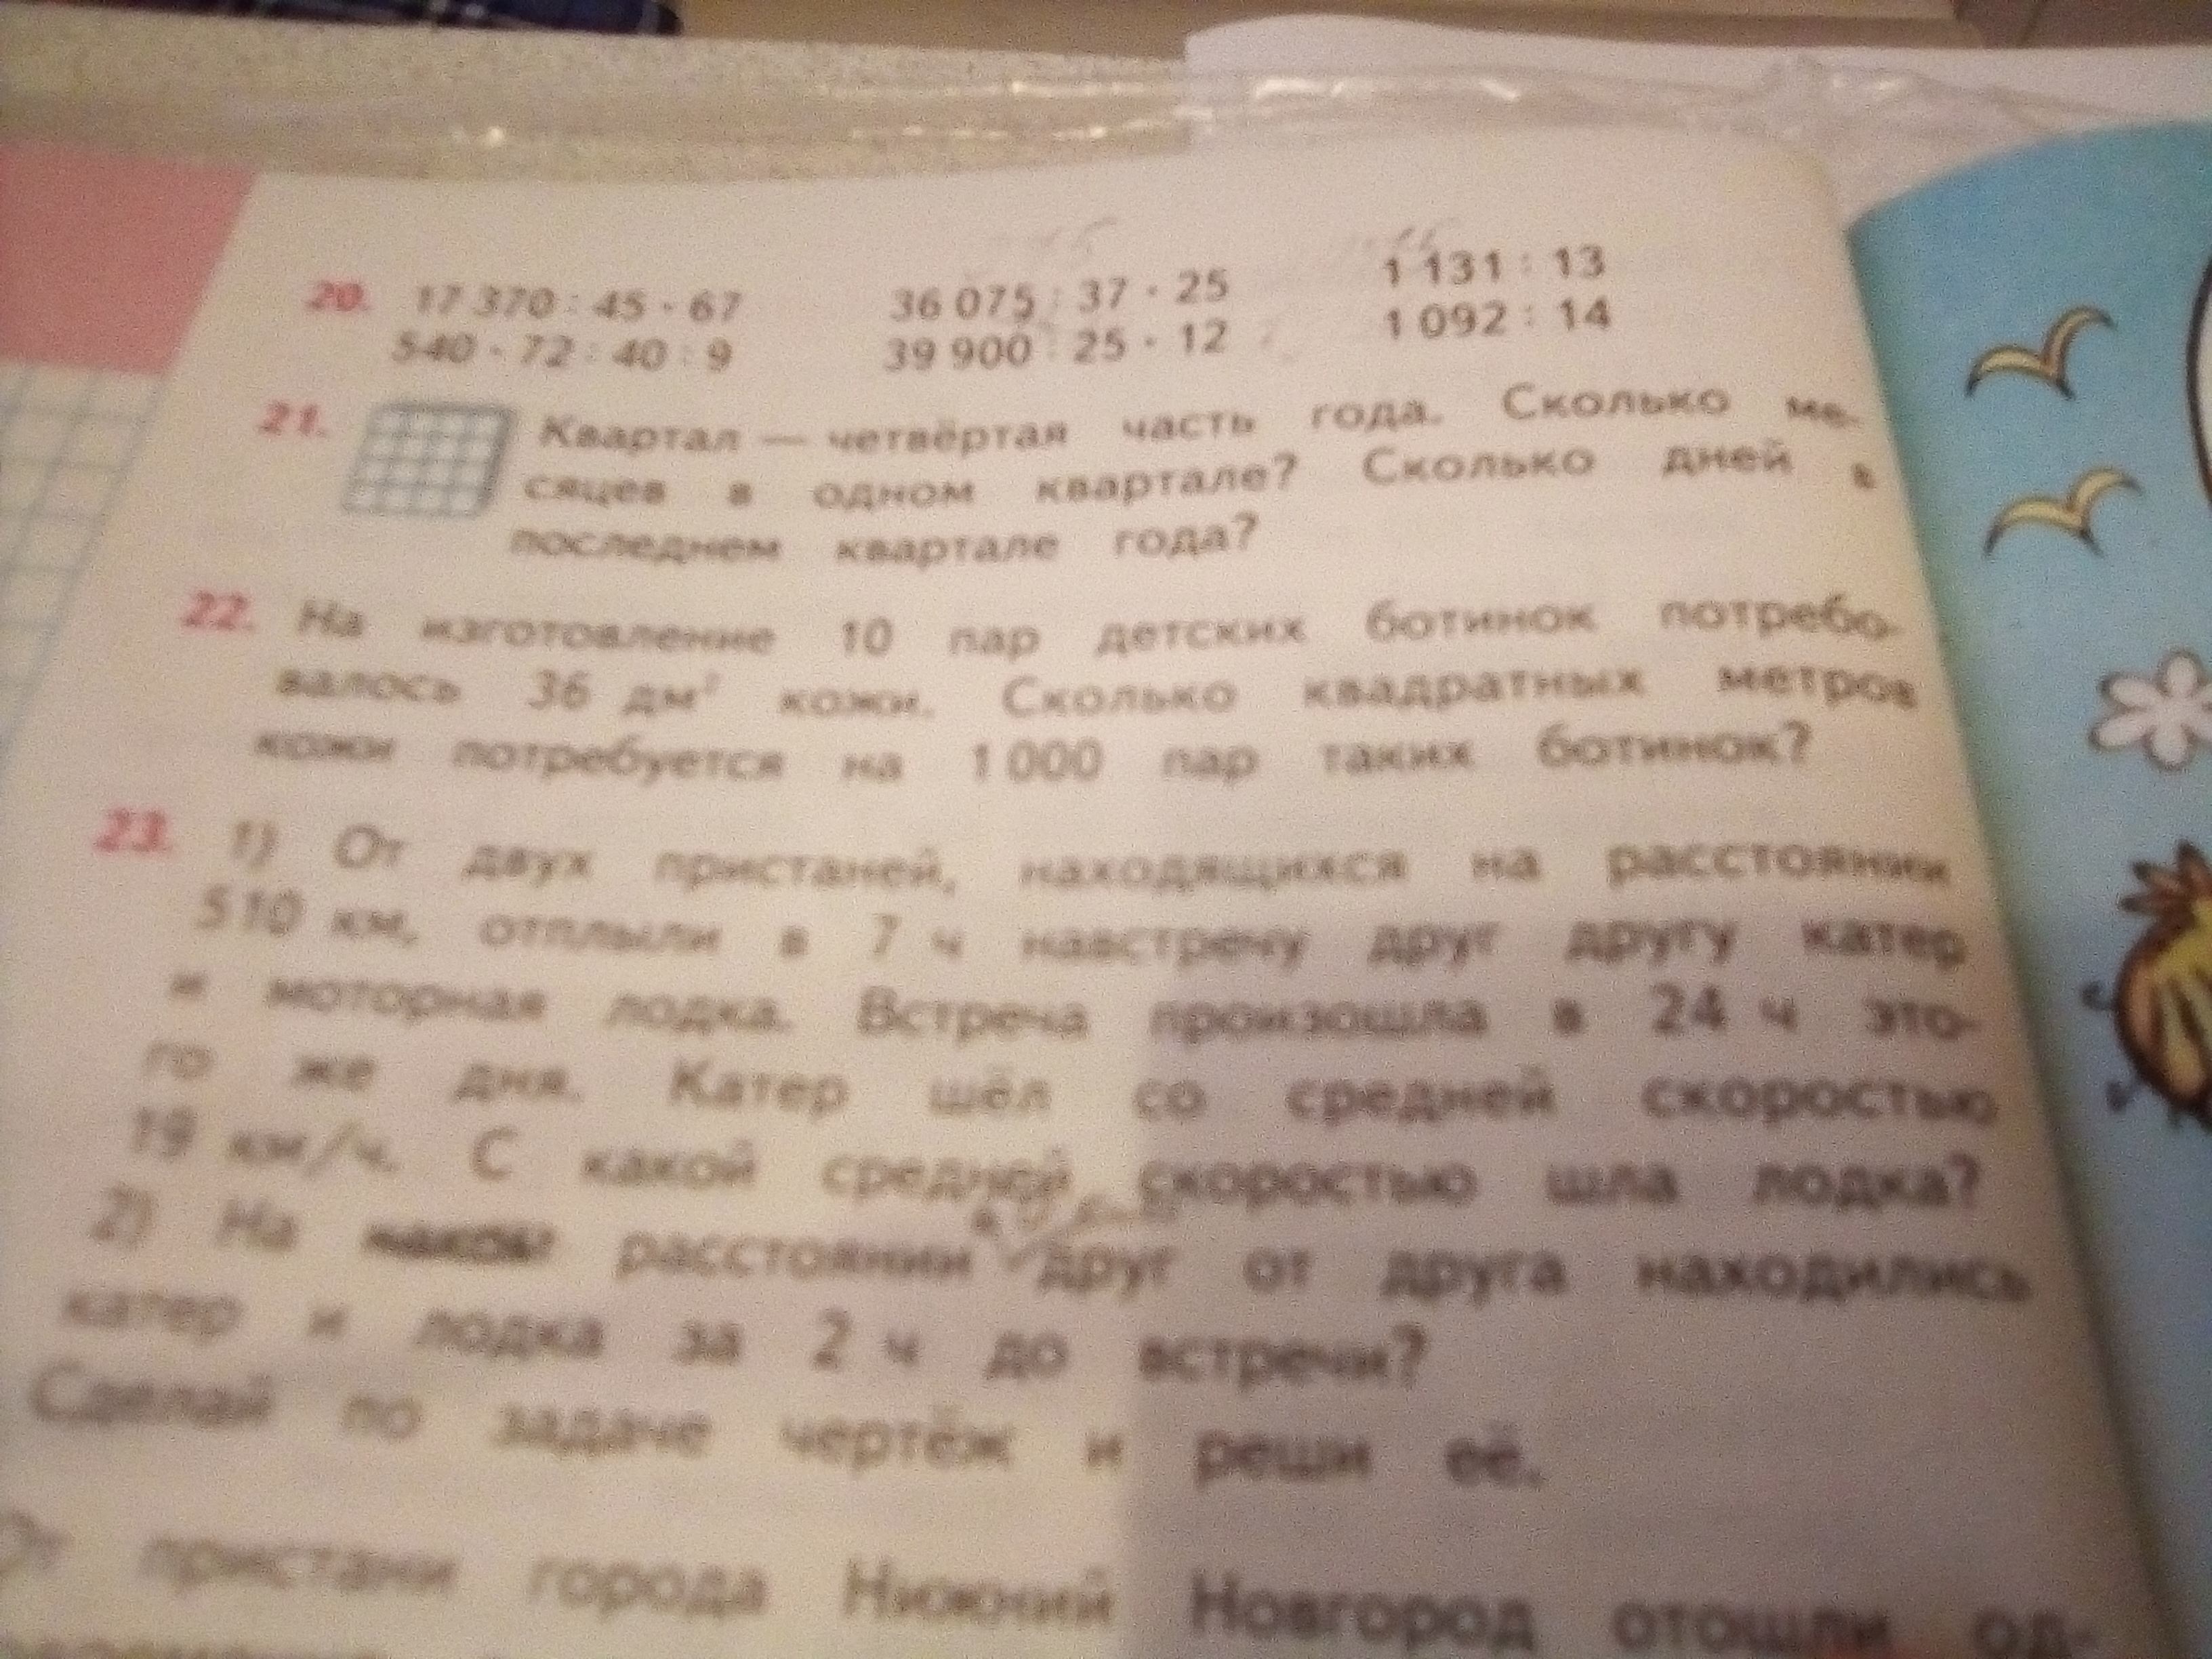 20. 17 370 : 45 · 67 36 075 : 37 · 25 1 131 : 13
540 · 72 : 40 : 9 39 900 : 25 · 12 1 092 : 14
21. Квартал — четвёртая часть года. Сколько ме-
сяцев в одном квартале? Сколько дней в
последнем квартале года?
22. На изготовление 10 пар детских ботинок потребо-
валось 36 дм² кожи. Сколько квадратных метров
кожи потребуется на 1 000 пар таких ботинок?
23. 1) От двух пристаней, находящихся на расстоянии
510 км, отплыли в 7 ч навстречу друг другу катер
и моторная лодка. Встреча произошла в 24 ч это-
го же дня. Катер шёл со средней скоростью
19 км/ч. С какой средней скоростью шла лодка?
2) На каком расстоянии друг от друга находились
катер и лодка за 2 ч до встречи?
Сделай по задаче чертёж и реши её.
От пристани города Нижний Новгород отошли од-